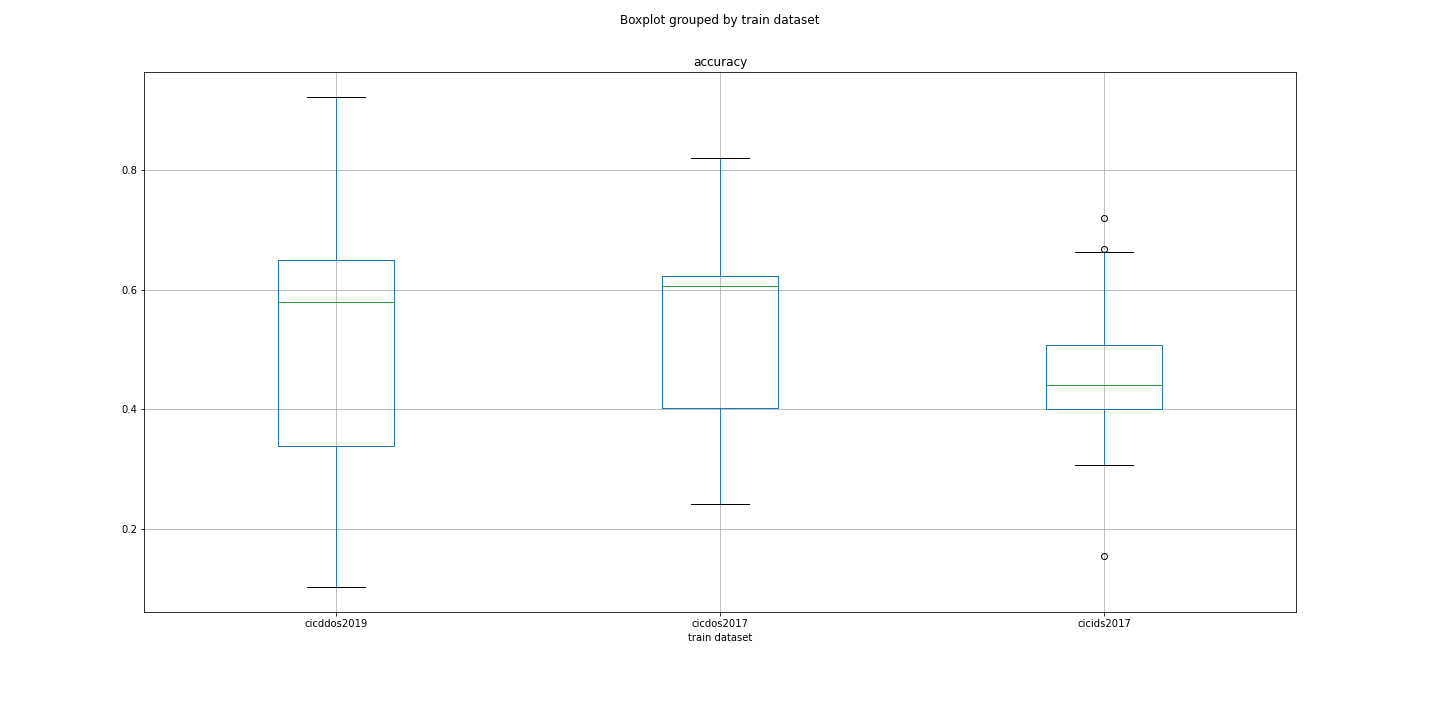 Boxplot grouped by train dataset
accuracy
0.8
0.6
0.4
0.2
cicddos2019 cicdos2017 cicids2017
train dataset